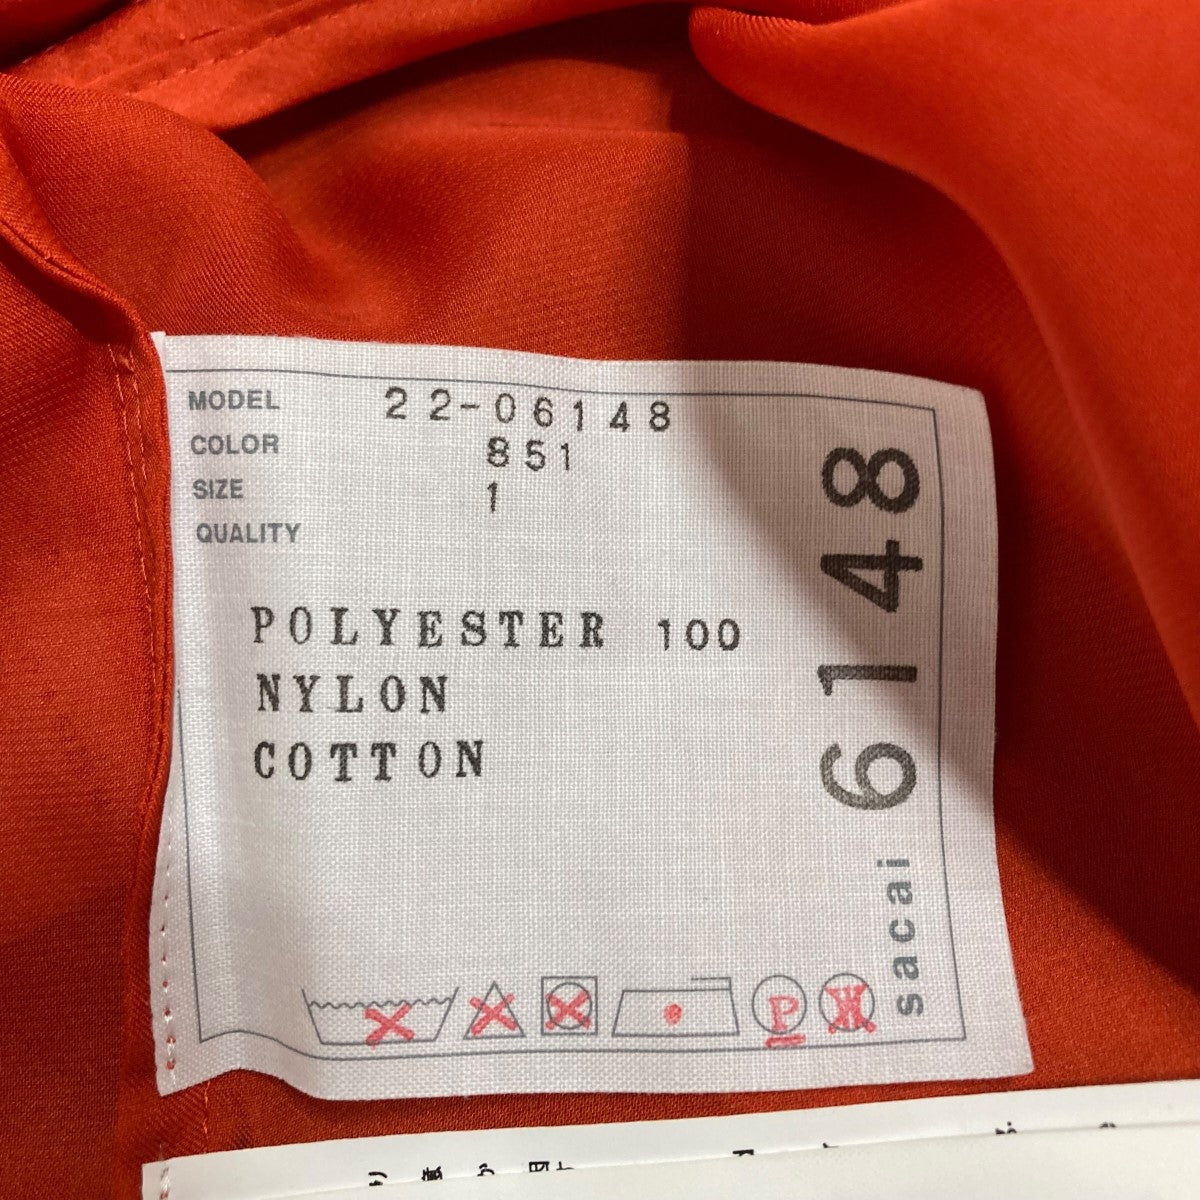 MODEL 22-06148
COLOR 851
SIZE 1
QUALITY
POLYESTER 100
NYLON
COTTON
sacai 6148
P
Ж